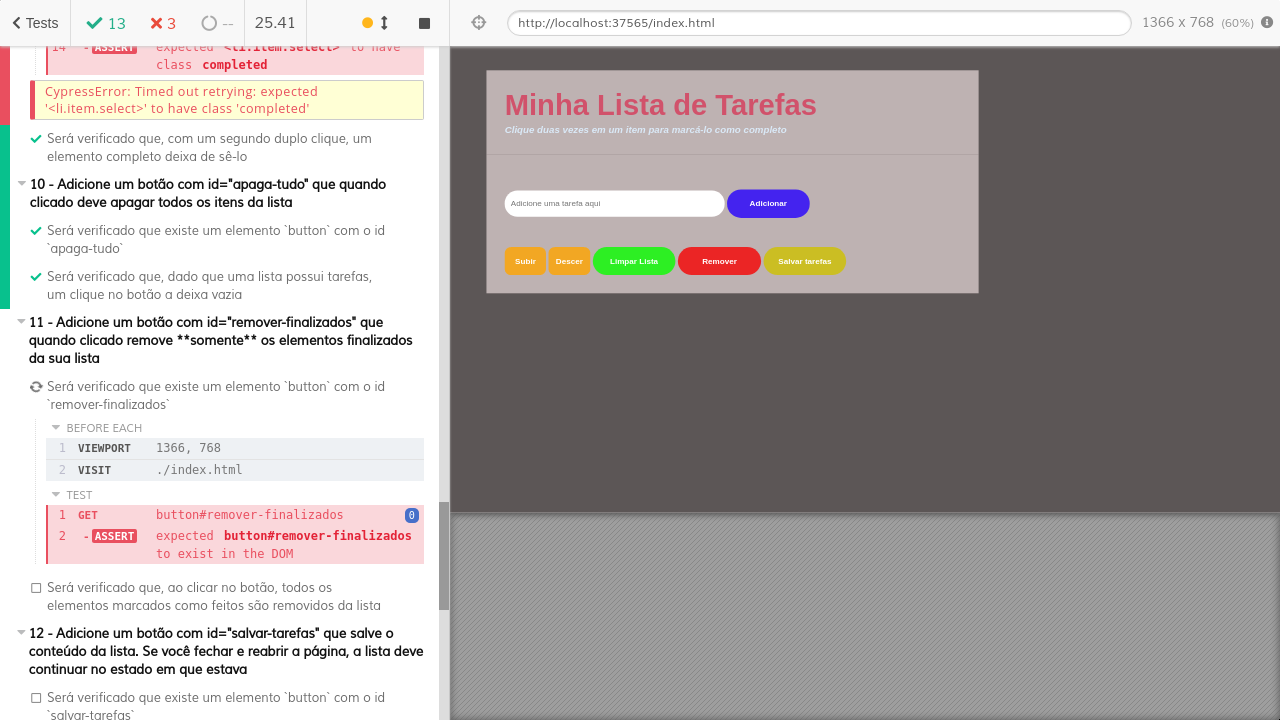 Tests
13
3
--
25.41
http://localhost:37565/index.html
1366 x 768 (60%)
14 - ASSERT expected <li.item.select> to have
class completed
CypressError: Timed out retrying: expected
'<li.item.select>' to have class 'completed'
Será verificado que, com um segundo duplo clique, um
elemento completo deixa de sê-lo
10 - Adicione um botão com id="apaga-tudo" que quando
clicado deve apagar todos os itens da lista
Será verificado que existe um elemento `button` com o id
`apaga-tudo`
Será verificado que, dado que uma lista possui tarefas,
um clique no botão a deixa vazia
11 - Adicione um botão com id="remover-finalizados" que
quando clicado remove **somente** os elementos finalizados
da sua lista
Será verificado que existe um elemento `button` com o id
`remover-finalizados`
BEFORE EACH
1 VIEWPORT 1366, 768
2 VISIT ./index.html
TEST
1 GET button#remover-finalizados 0
2 - ASSERT expected button#remover-finalizados
to exist in the DOM
Será verificado que, ao clicar no botão, todos os
elementos marcados como feitos são removidos da lista
12 - Adicione um botão com id="salvar-tarefas" que salve o
conteúdo da lista. Se você fechar e reabrir a página, a lista deve
continuar no estado em que estava
Será verificado que existe um elemento `button` com o id
`salvar-tarefas`
Minha Lista de Tarefas
Clique duas vezes em um item para marcá-lo como completo
Adicione uma tarefa aqui
Adicionar
Subir
Descer
Limpar Lista
Remover
Salvar tarefas